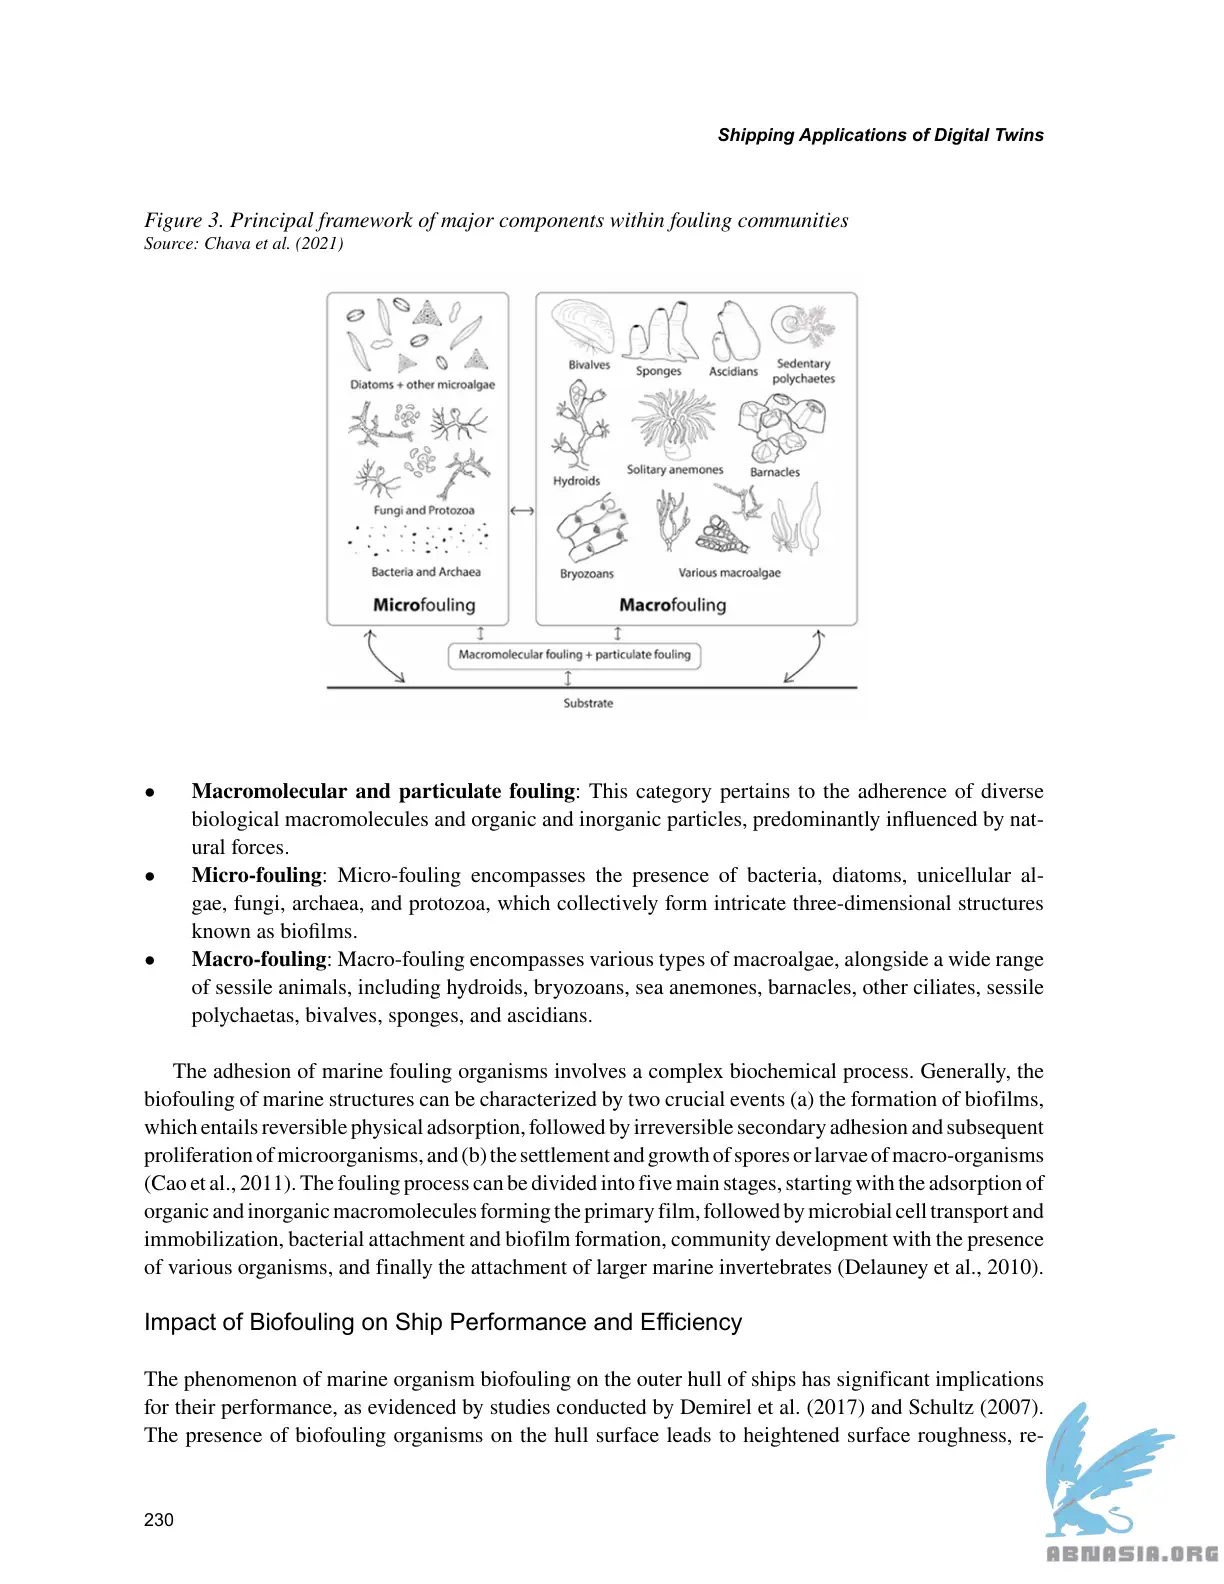 Shipping Applications of Digital Twins
Figure 3. Principal framework of major components within fouling communities
Source: Chava et al. (2021)
Diatoms + other microalgae
Fungi and Protozoa
Bacteria and Archaea
Microfouling
Bivalves
Sponges
Ascidians
Sedentary
polychaetes
Hydroids
Solitary anemones
Barnacles
Bryozoans
Various macroalgae
Macrofouling
Macromolecular fouling + particulate fouling
Substrate
● Macromolecular and particulate fouling: This category pertains to the adherence of diverse
biological macromolecules and organic and inorganic particles, predominantly influenced by nat-
ural forces.
● Micro-fouling: Micro-fouling encompasses the presence of bacteria, diatoms, unicellular al-
gae, fungi, archaea, and protozoa, which collectively form intricate three-dimensional structures
known as biofilms.
● Macro-fouling: Macro-fouling encompasses various types of macroalgae, alongside a wide range
of sessile animals, including hydroids, bryozoans, sea anemones, barnacles, other ciliates, sessile
polychaetas, bivalves, sponges, and ascidians.
The adhesion of marine fouling organisms involves a complex biochemical process. Generally, the
biofouling of marine structures can be characterized by two crucial events (a) the formation of biofilms,
which entails reversible physical adsorption, followed by irreversible secondary adhesion and subsequent
proliferation of microorganisms, and (b) the settlement and growth of spores or larvae of macro-organisms
(Cao et al., 2011). The fouling process can be divided into five main stages, starting with the adsorption of
organic and inorganic macromolecules forming the primary film, followed by microbial cell transport and
immobilization, bacterial attachment and biofilm formation, community development with the presence
of various organisms, and finally the attachment of larger marine invertebrates (Delauney et al., 2010).
Impact of Biofouling on Ship Performance and Efficiency
The phenomenon of marine organism biofouling on the outer hull of ships has significant implications
for their performance, as evidenced by studies conducted by Demirel et al. (2017) and Schultz (2007).
The presence of biofouling organisms on the hull surface leads to heightened surface roughness, re-
230
ABNASIA.ORG